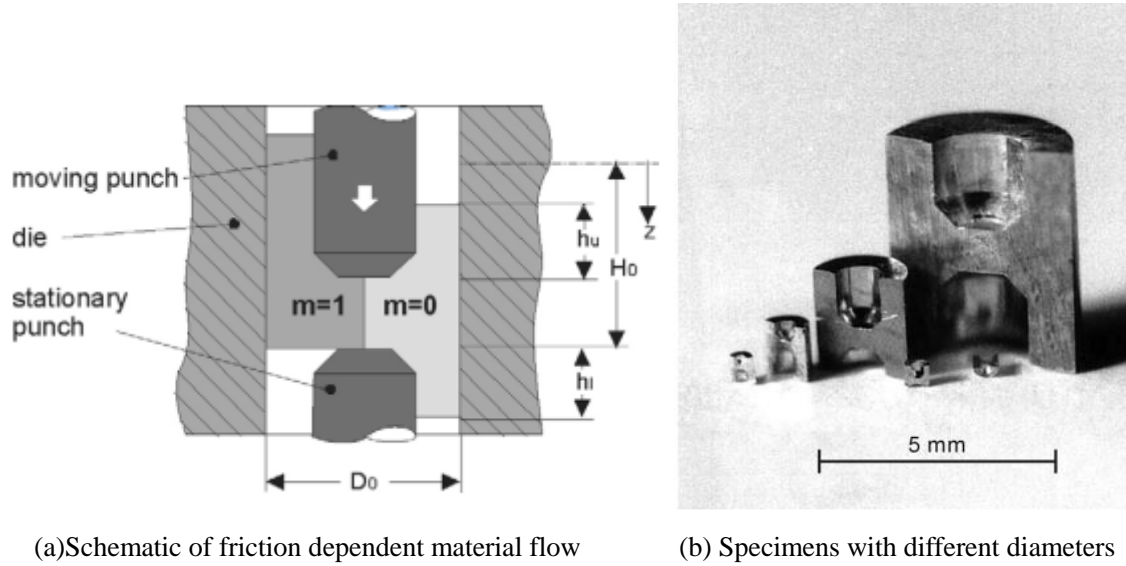 moving punch
die
stationary
punch
m=1
m=0
hu
H0
z
hl
D0
5 mm
(a)Schematic of friction dependent material flow
(b) Specimens with different diameters